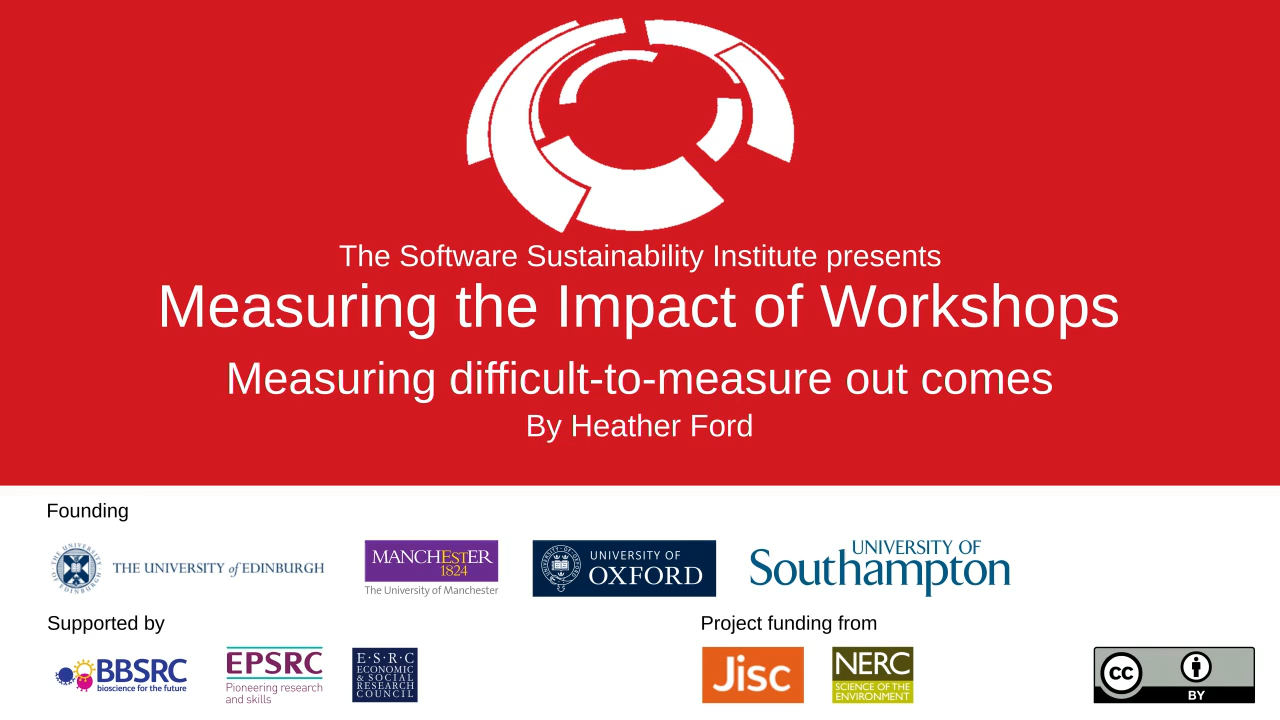 The Software Sustainability Institute presents
Measuring the Impact of Workshops
Measuring difficult-to-measure out comes
By Heather Ford
Founding
THE UNIVERSITY of EDINBURGH
MANCHESTER
1824
The University of Manchester
UNIVERSITY OF
OXFORD
UNIVERSITY OF
Southampton
Supported by
Project funding from
BBSRC
bioscience for the future
EPSRC
Pioneering research
and skills
E·S·R·C
ECONOMIC
& SOCIAL
RESEARCH
COUNCIL
Jisc
NERC
SCIENCE OF THE
ENVIRONMENT
cc
BY